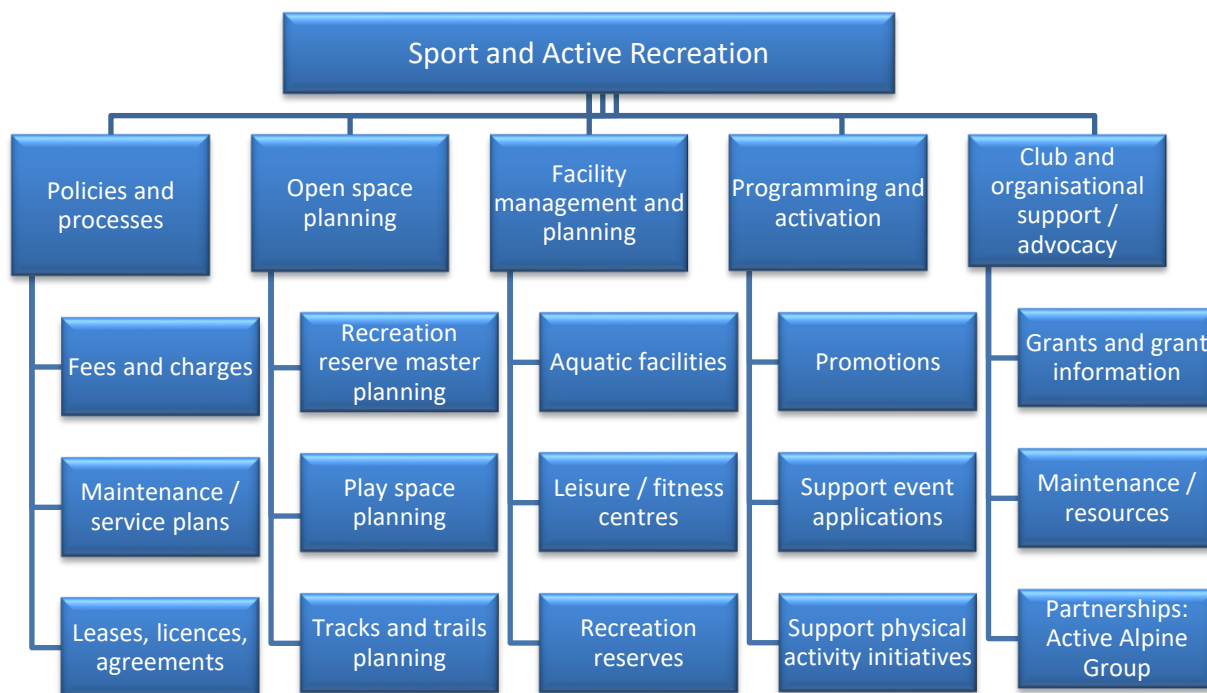 Sport and Active Recreation
Policies and
processes
Open space
planning
Facility
management and
planning
Programming and
activation
Club and
organisational
support /
advocacy
Fees and charges
Recreation
reserve master
planning
Aquatic facilities
Promotions
Grants and grant
information
Maintenance /
service plans
Play space
planning
Leisure / fitness
centres
Support event
applications
Maintenance /
resources
Leases, licences,
agreements
Tracks and trails
planning
Recreation
reserves
Support physical
activity initiatives
Partnerships:
Active Alpine
Group